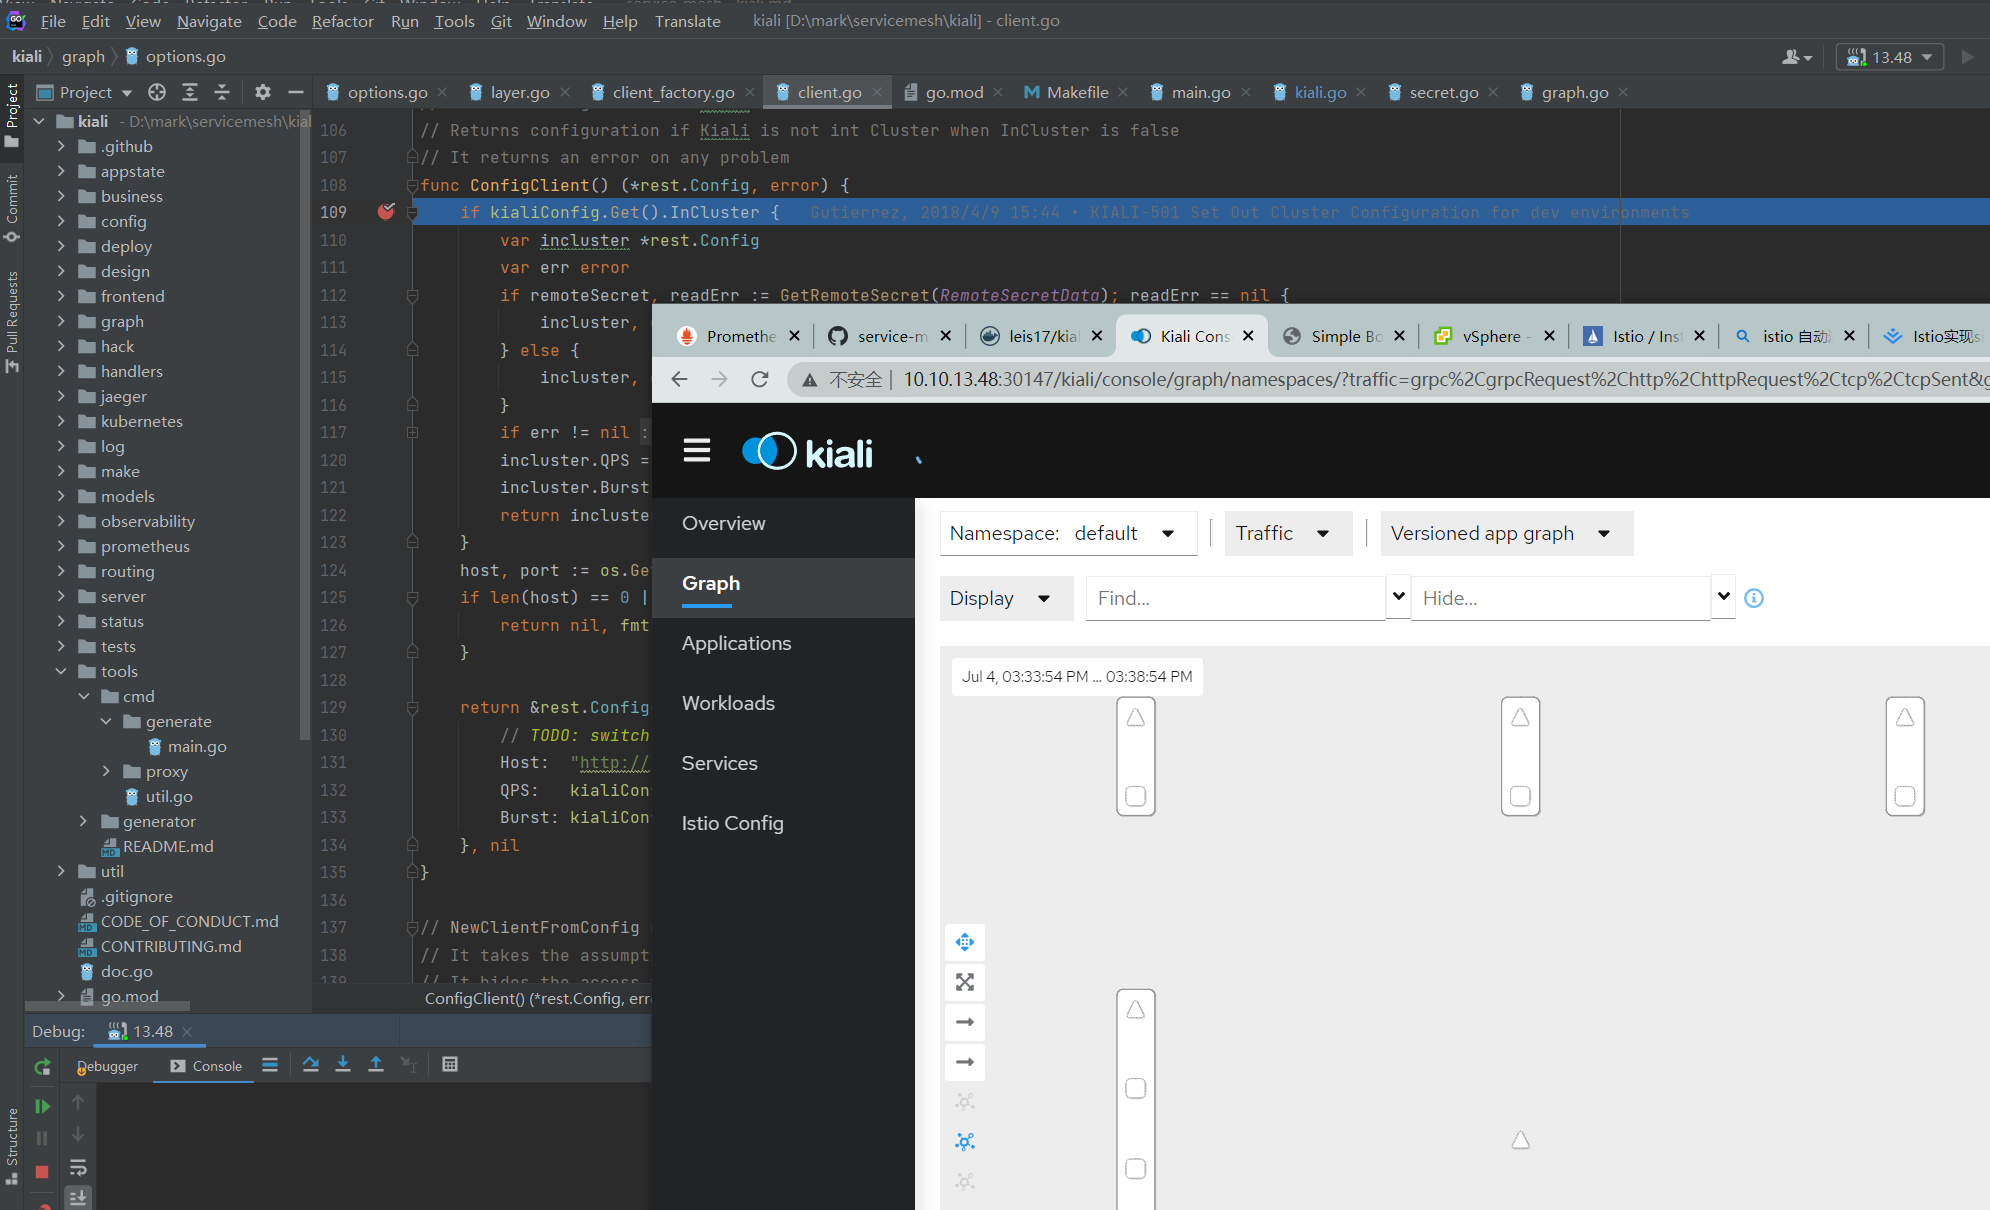 File Edit View Navigate Code Refactor Run Tools Git Window Help Translate kiali [D:\mark\servicemesh\kiali] - client.go
kiali graph options.go
13.48
Project
options.go layer.go client_factory.go client.go go.mod Makefile main.go kiali.go secret.go graph.go
Project
Commit
Pull Requests
Structure
kiali - D:\mark\servicemesh\kial
.github
appstate
business
config
deploy
design
frontend
graph
hack
handlers
jaeger
kubernetes
log
make
models
observability
prometheus
routing
server
status
tests
tools
cmd
generate
main.go
proxy
util.go
generator
README.md
util
.gitignore
CODE_OF_CONDUCT.md
CONTRIBUTING.md
doc.go
go.mod
106 // Returns configuration if Kiali is not int Cluster when InCluster is false
107 // It returns an error on any problem
108 func ConfigClient() (*rest.Config, error) {
109 if kialiConfig.Get().InCluster { Gutierrez, 2018/4/9 15:44 • KIALI-501 Set Out Cluster Configuration for dev environments
110 var incluster *rest.Config
111 var err error
112 if remoteSecret, readErr := GetRemoteSecret(RemoteSecretData); readErr == nil {
113 incluster,
114 } else {
115 incluster,
116 }
117 if err != nil :
120 incluster.QPS =
121 incluster.Burst
122 return incluste
123 }
124 host, port := os.Ge
125 if len(host) == 0 |
126 return nil, fmt
127 }
128
129 return &rest.Config
130 // TODO: switch
131 Host: "http://
132 QPS: kialiCon
133 Burst: kialiCon
134 }, nil
135 }
136
137 // NewClientFromConfig
138 // It takes the assumpt
139 // It hides the access
ConfigClient() (*rest.Config, err
Debug: 13.48
Debugger Console
Promethe service-m leis17/kial Kiali Cons Simple Bo vSphere - Istio / Inst istio 自动 Istio实现s
不安全 | 10.10.13.48:30147/kiali/console/graph/namespaces/?traffic=grpc%2CgrpcRequest%2Chttp%2ChttpRequest%2Ctcp%2CtcpSent&g
kiali
Overview
Graph
Applications
Workloads
Services
Istio Config
Namespace: default Traffic Versioned app graph
Display Find... Hide...
Jul 4, 03:33:54 PM ... 03:38:54 PM